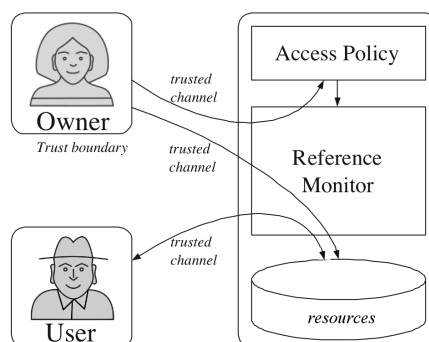 trusted
channel
Access Policy
Owner
Trust boundary
trusted
channel
Reference
Monitor
trusted
channel
User
resources